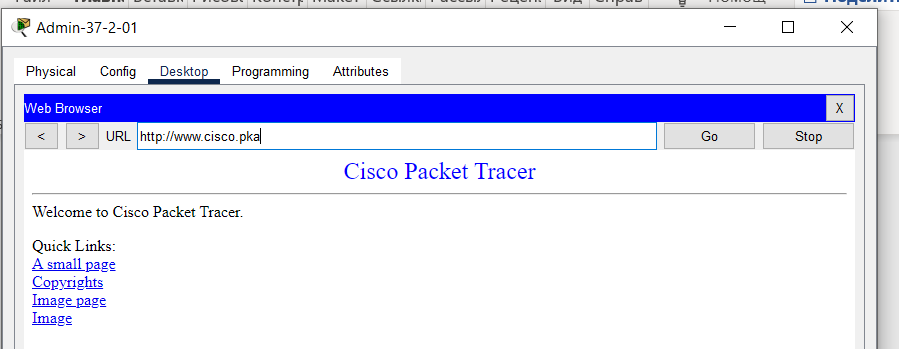 Admin-37-2-01
Physical Config Desktop Programming Attributes
Web Browser X
< > URL http://www.cisco.pka Go Stop
Cisco Packet Tracer
Welcome to Cisco Packet Tracer.
Quick Links:
A small page
Copyrights
Image page
Image